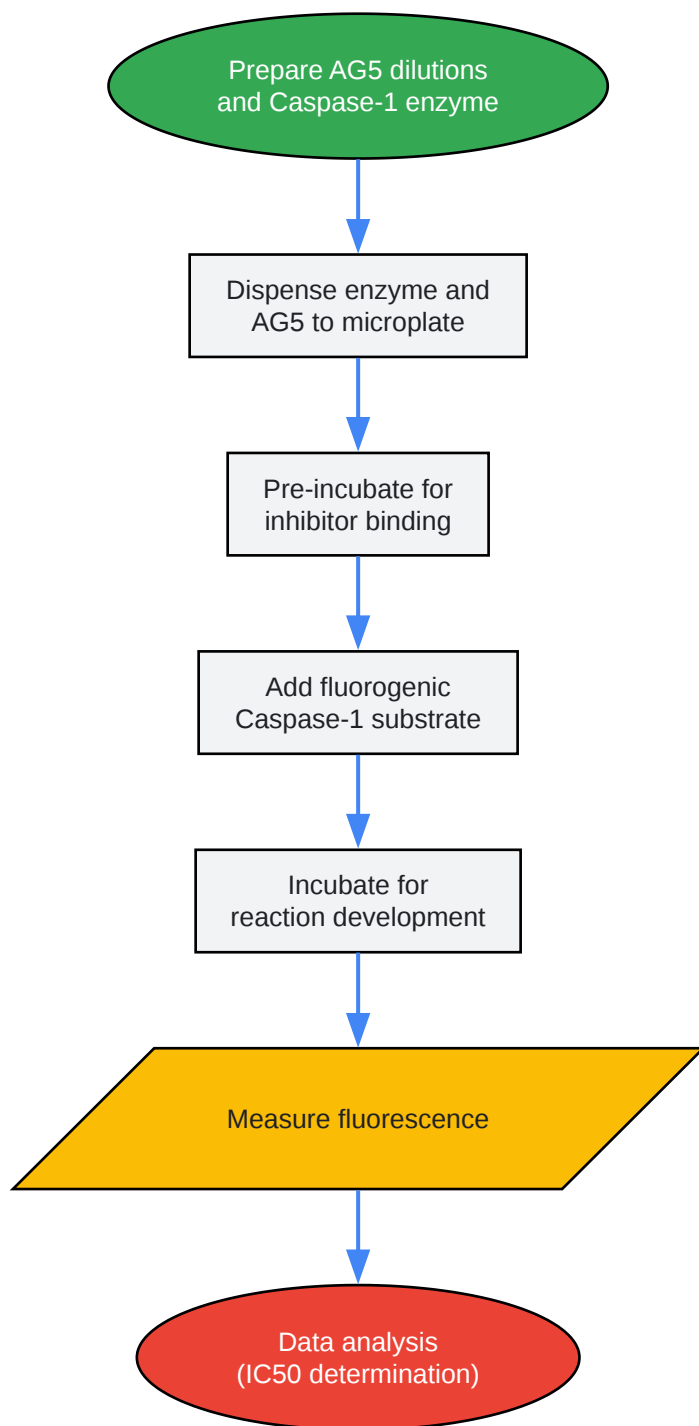 Prepare AG5 dilutions
and Caspase-1 enzyme
Dispense enzyme and
AG5 to microplate
Pre-incubate for
inhibitor binding
Add fluorogenic
Caspase-1 substrate
Incubate for
reaction development
Measure fluorescence
Data analysis
(IC50 determination)